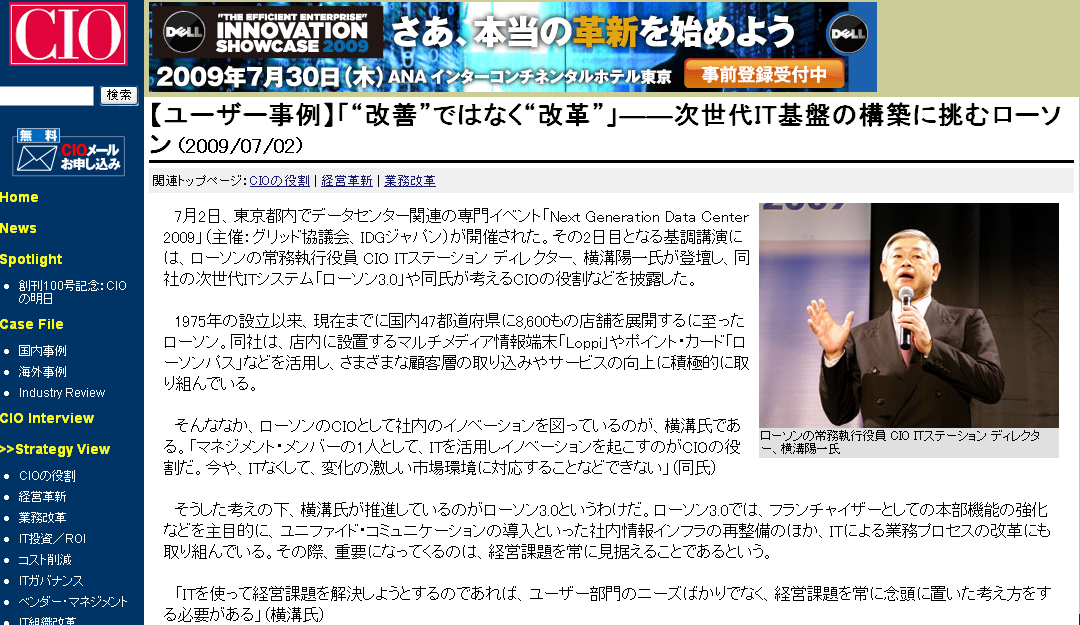 CIO
DELL
"THE EFFICIENT ENTERPRISE"
INNOVATION
SHOWCASE 2009
さあ、本当の革新を始めよう
DELL
2009年7月30日(木) ANA インターコンチネンタルホテル東京
事前登録受付中
検索
無料
CIOメール
お申し込み
Home
News
Spotlight
創刊100号記念:CIO
の明日
Case File
国内事例
海外事例
Industry Review
CIO Interview
>>Strategy View
CIOの役割
経営革新
業務改革
IT投資/ROI
コスト削減
ITガバナンス
ベンダー・マネジメント
IT組織改革
【ユーザー事例】「“改善”ではなく“改革”」――次世代IT基盤の構築に挑むローソ
ン (2009/07/02)
関連トップページ:CIOの役割 | 経営革新 | 業務改革
7月2日、東京都内でデータセンター関連の専門イベント「Next Generation Data Center
2009」(主催:グリッド協議会、IDGジャパン)が開催された。その2日目となる基調講演に
は、ローソンの常務執行役員 CIO ITステーション ディレクター、横溝陽一氏が登壇し、同
社の次世代ITシステム「ローソン3.0」や同氏が考えるCIOの役割などを披露した。
1975年の設立以来、現在までに国内47都道府県に8,600もの店舗を展開するに至った
ローソン。同社は、店内に設置するマルチメディア情報端末「Loppi」やポイント・カード「ロ
ーソンパス」などを活用し、さまざまな顧客層の取り込みやサービスの向上に積極的に取
り組んでいる。
そんななか、ローソンのCIOとして社内のイノベーションを図っているのが、横溝氏であ
る。「マネジメント・メンバーの1人として、ITを活用しイノベーションを起こすのがCIOの役
割だ。今や、ITなくして、変化の激しい市場環境に対応することなどできない」(同氏)
2009
ローソンの常務執行役員 CIO ITステーション ディレクタ
ー、横溝陽一氏
そうした考えの下、横溝氏が推進しているのがローソン3.0というわけだ。ローソン3.0では、フランチャイザーとしての本部機能の強化
などを主目的に、ユニファイド・コミュニケーションの導入といった社内情報インフラの再整備のほか、ITによる業務プロセスの改革にも
取り組んでいる。その際、重要になってくるのは、経営課題を常に見据えることであるという。
「ITを使って経営課題を解決しようとするのであれば、ユーザー部門のニーズばかりでなく、経営課題を常に念頭に置いた考え方をす
る必要がある」(横溝氏)